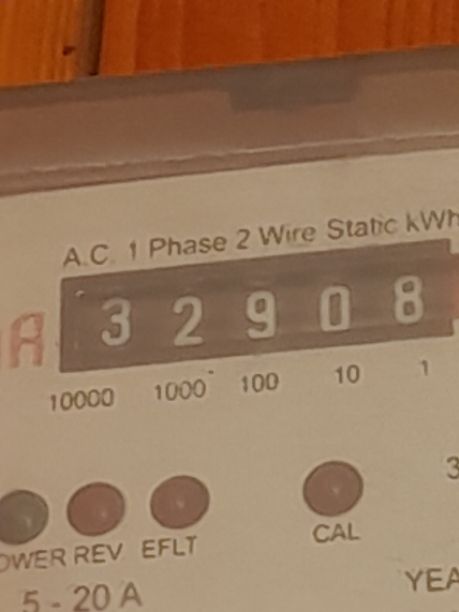 A.C. 1 Phase 2 Wire Static kWh
A 3 2 9 0 8
10000 1000 100 10 1
OWER REV EFLT CAL
3
5 - 20 A
YEA